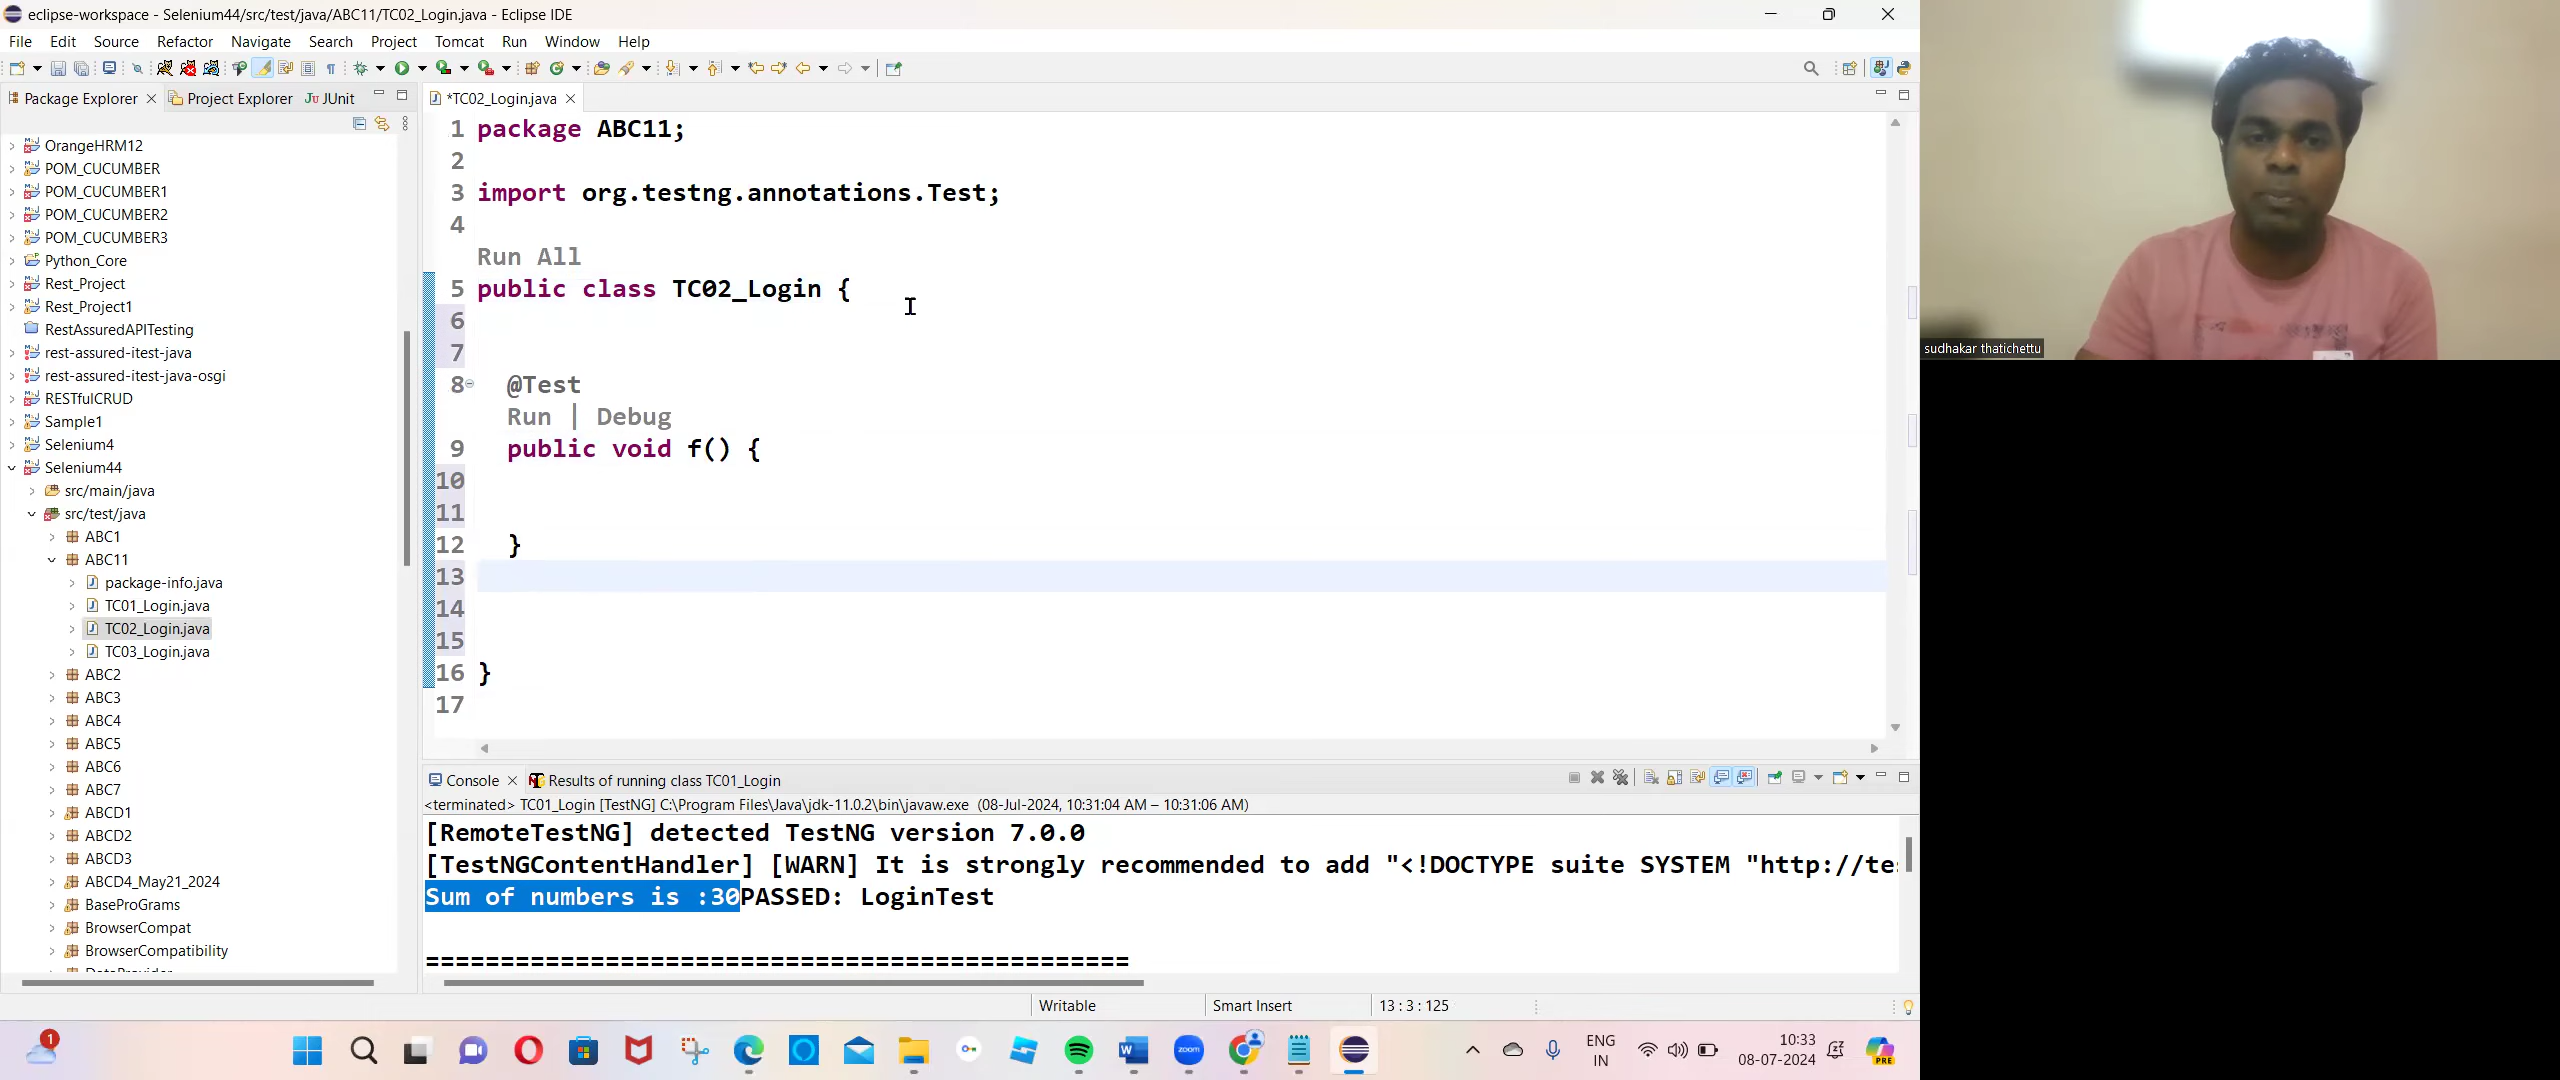 eclipse-workspace - Selenium44/src/test/java/ABC11/TC02_Login.java - Eclipse IDE
File Edit Source Refactor Navigate Search Project Tomcat Run Window Help
Package Explorer
Project Explorer
JUnit
*TC02_Login.java
OrangeHRM12
POM_CUCUMBER
POM_CUCUMBER1
POM_CUCUMBER2
POM_CUCUMBER3
Python_Core
Rest_Project
Rest_Project1
RestAssuredAPITesting
rest-assured-itest-java
rest-assured-itest-java-osgi
RESTfulCRUD
Sample1
Selenium4
Selenium44
src/main/java
src/test/java
ABC1
ABC11
package-info.java
TC01_Login.java
TC02_Login.java
TC03_Login.java
ABC2
ABC3
ABC4
ABC5
ABC6
ABC7
ABCD1
ABCD2
ABCD3
ABCD4_May21_2024
BaseProGrams
BrowserCompat
BrowserCompatibility
1 package ABC11;
2
3 import org.testng.annotations.Test;
4
Run All
5 public class TC02_Login {
6
7
8 @Test
Run | Debug
9 public void f() {
10
11
12 }
13
14
15
16 }
17
Console
Results of running class TC01_Login
<terminated> TC01_Login [TestNG] C:\Program Files\Java\jdk-11.0.2\bin\javaw.exe (08-Jul-2024, 10:31:04 AM – 10:31:06 AM)
[RemoteTestNG] detected TestNG version 7.0.0
[TestNGContentHandler] [WARN] It is strongly recommended to add "<!DOCTYPE suite SYSTEM "http://te
Sum of numbers is :30PASSED: LoginTest
===============================================
Writable
Smart Insert
13 : 3 : 125
1
zoom
PRE
ENG
IN
10:33
08-07-2024
sudhakar thatichettu